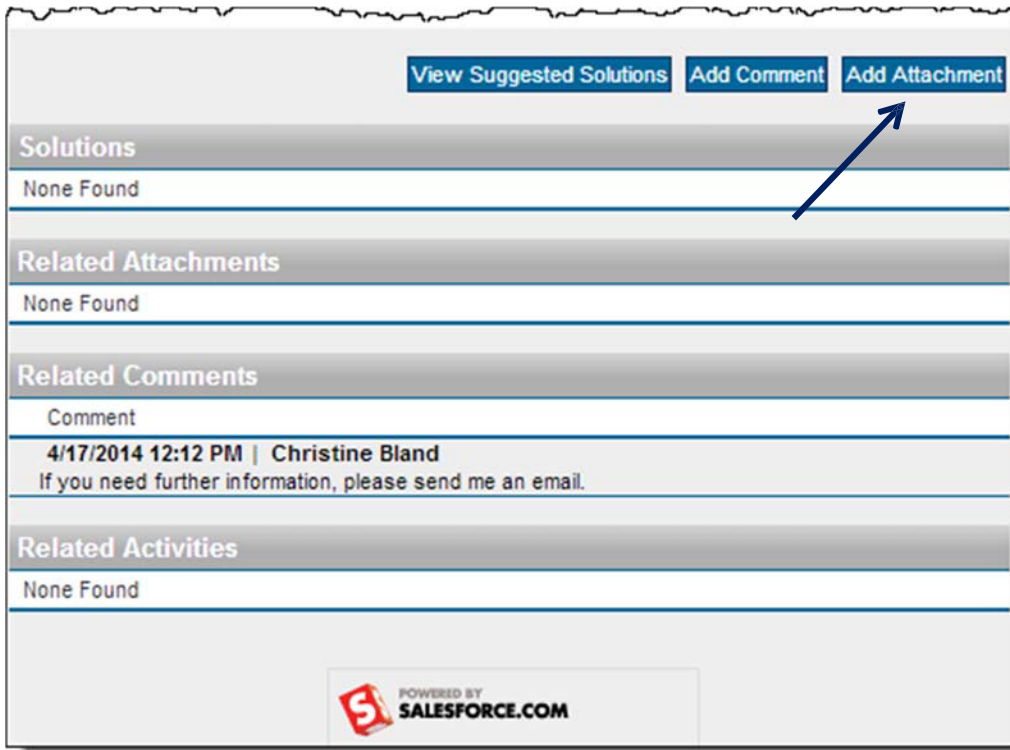 View Suggested Solutions Add Comment Add Attachment
Solutions
None Found
Related Attachments
None Found
Related Comments
Comment
4/17/2014 12:12 PM | Christine Bland
If you need further information, please send me an email.
Related Activities
None Found
S
POWERED BY
SALESFORCE.COM